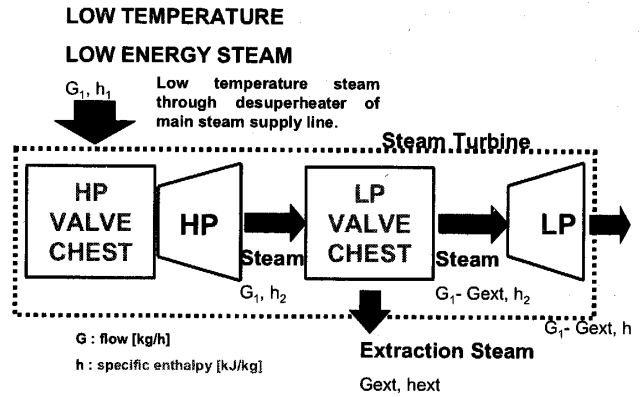 LOW TEMPERATURE
LOW ENERGY STEAM
G₁, h₁
Low temperature steam
through desuperheater of
main steam supply line.
Steam Turbine
HP
VALVE
CHEST
HP
LP
VALVE
CHEST
LP
Steam
Steam
G₁, h₂
G₁- Gext, h₂
G₁- Gext, h
G : flow [kg/h]
h : specific enthalpy [kJ/kg]
Extraction Steam
Gext, hext